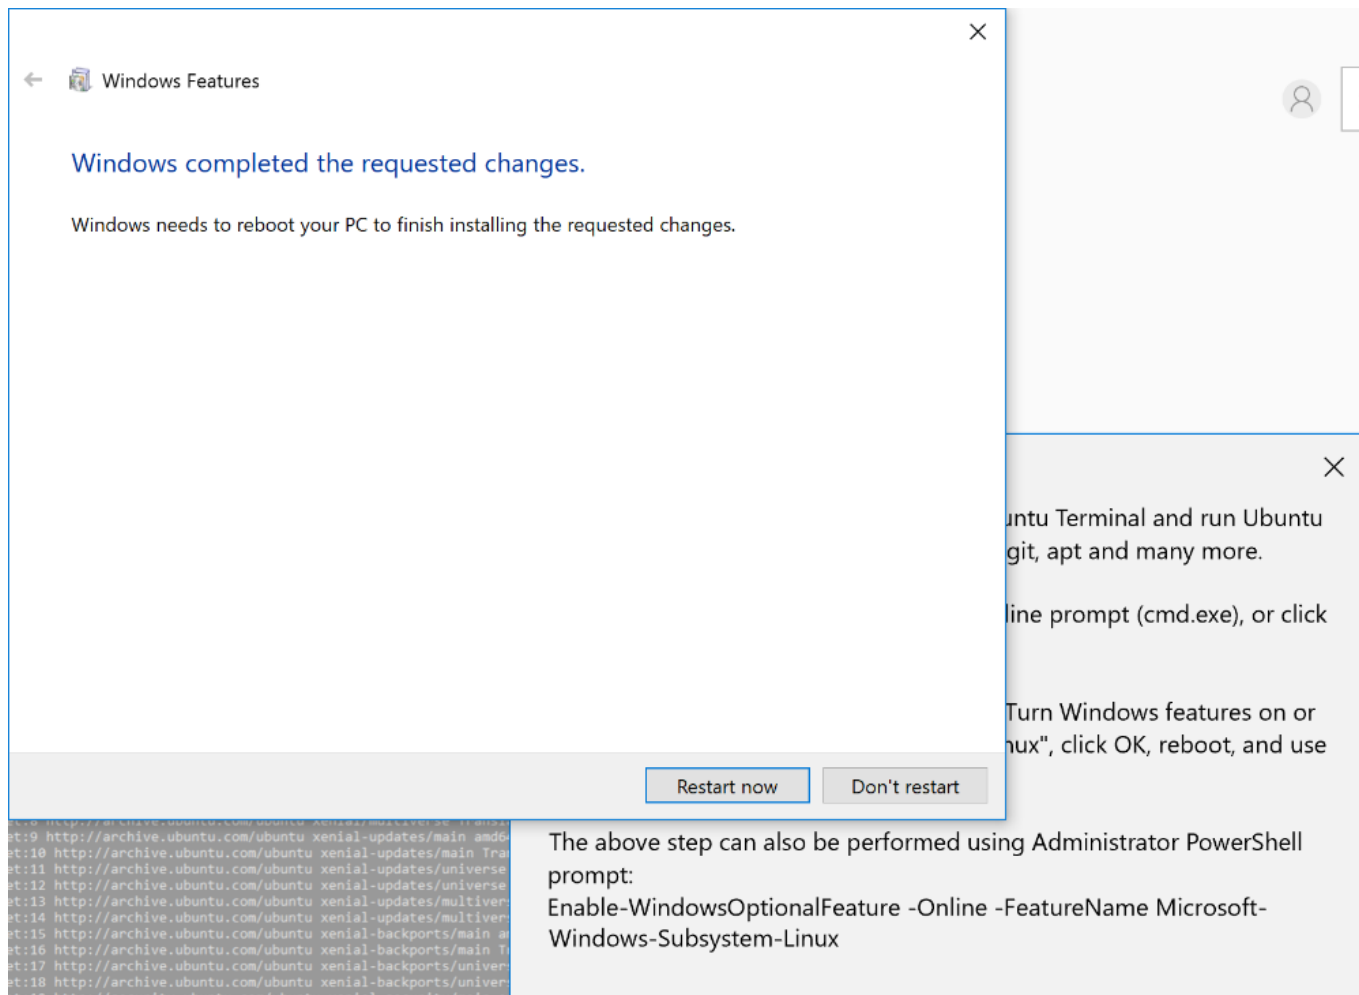 Windows Features
Windows completed the requested changes.
Windows needs to reboot your PC to finish installing the requested changes.
Restart now
Don't restart
Terminal and run Ubuntu
git, apt and many more.
line prompt (cmd.exe), or click
Turn Windows features on or
click OK, reboot, and use
The above step can also be performed using Administrator PowerShell
prompt:
Enable-WindowsOptionalFeature -Online -FeatureName Microsoft-
Windows-Subsystem-Linux
et:9 http://archive.ubuntu.com/ubuntu xenial-updates/main amd6
et:10 http://archive.ubuntu.com/ubuntu xenial-updates/main Tra
et:11 http://archive.ubuntu.com/ubuntu xenial-updates/universe
et:12 http://archive.ubuntu.com/ubuntu xenial-updates/universe
et:13 http://archive.ubuntu.com/ubuntu xenial-updates/multiver
et:14 http://archive.ubuntu.com/ubuntu xenial-updates/multiver
et:15 http://archive.ubuntu.com/ubuntu xenial-backports/main a
et:16 http://archive.ubuntu.com/ubuntu xenial-backports/main T
et:17 http://archive.ubuntu.com/ubuntu xenial-backports/univer
et:18 http://archive.ubuntu.com/ubuntu xenial-backports/univer